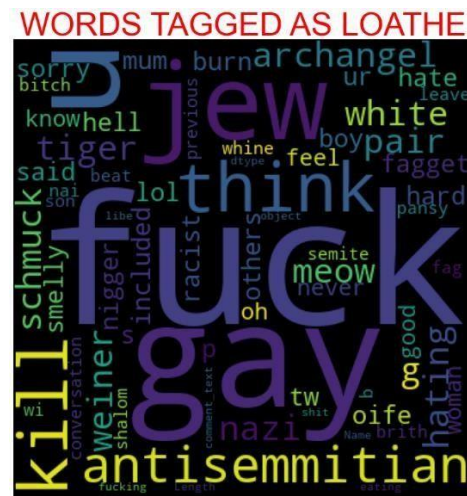 WORDS TAGGED AS LOATHE
sorry mum burn archangel
bitch u ur hate
leave
know hell jew white
previous
tiger whine feel boy pair
dtype
said beat think fagget
nai lol hard
son pansy
libe object
schmuck fuck
smelly nigger included racist others semite
meow never fag
oh
kill weiner s gay p tw g good hating woman
conversation shalom nazi oife
wi comment_text shit b
Name brith
antisemmitian
fucking Length eating